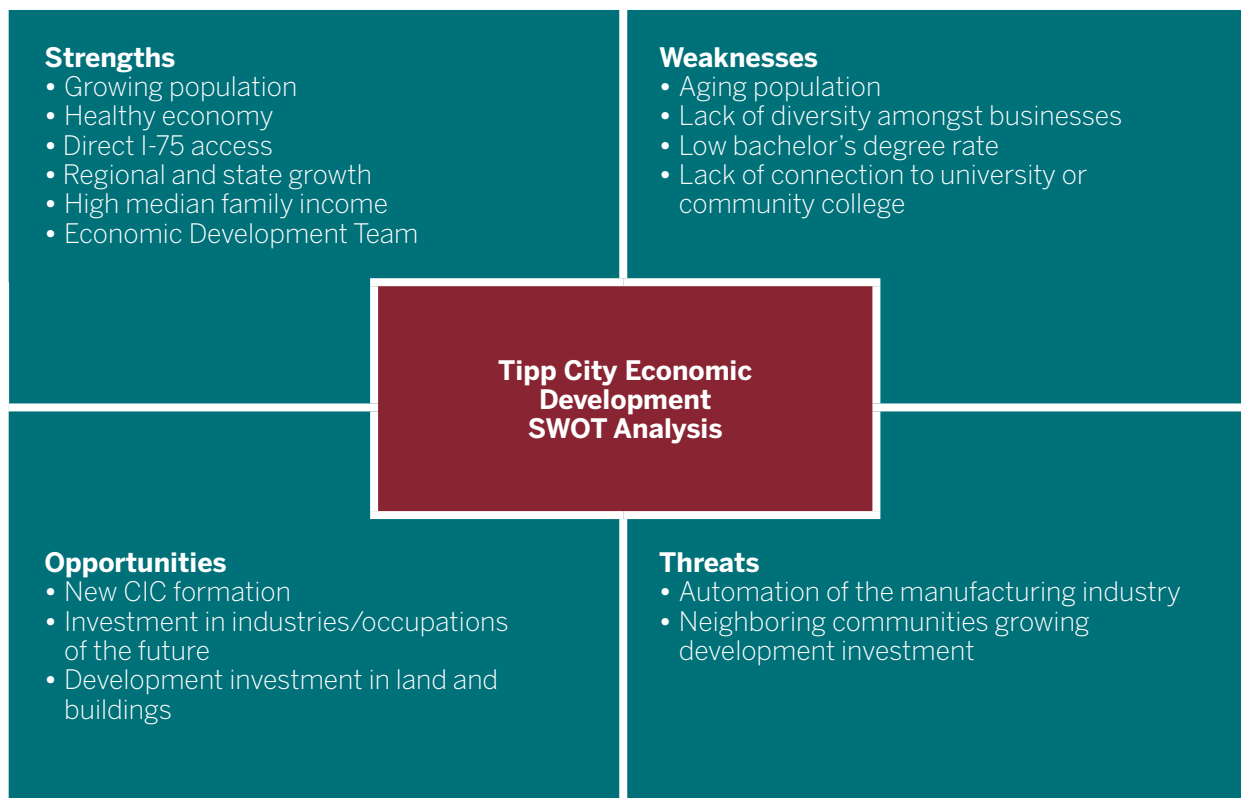 Strengths
• Growing population
• Healthy economy
• Direct I-75 access
• Regional and state growth
• High median family income
• Economic Development Team
Weaknesses
• Aging population
• Lack of diversity amongst businesses
• Low bachelor’s degree rate
• Lack of connection to university or
community college
Tipp City Economic
Development
SWOT Analysis
Opportunities
• New CIC formation
• Investment in industries/occupations
of the future
• Development investment in land and
buildings
Threats
• Automation of the manufacturing industry
• Neighboring communities growing
development investment